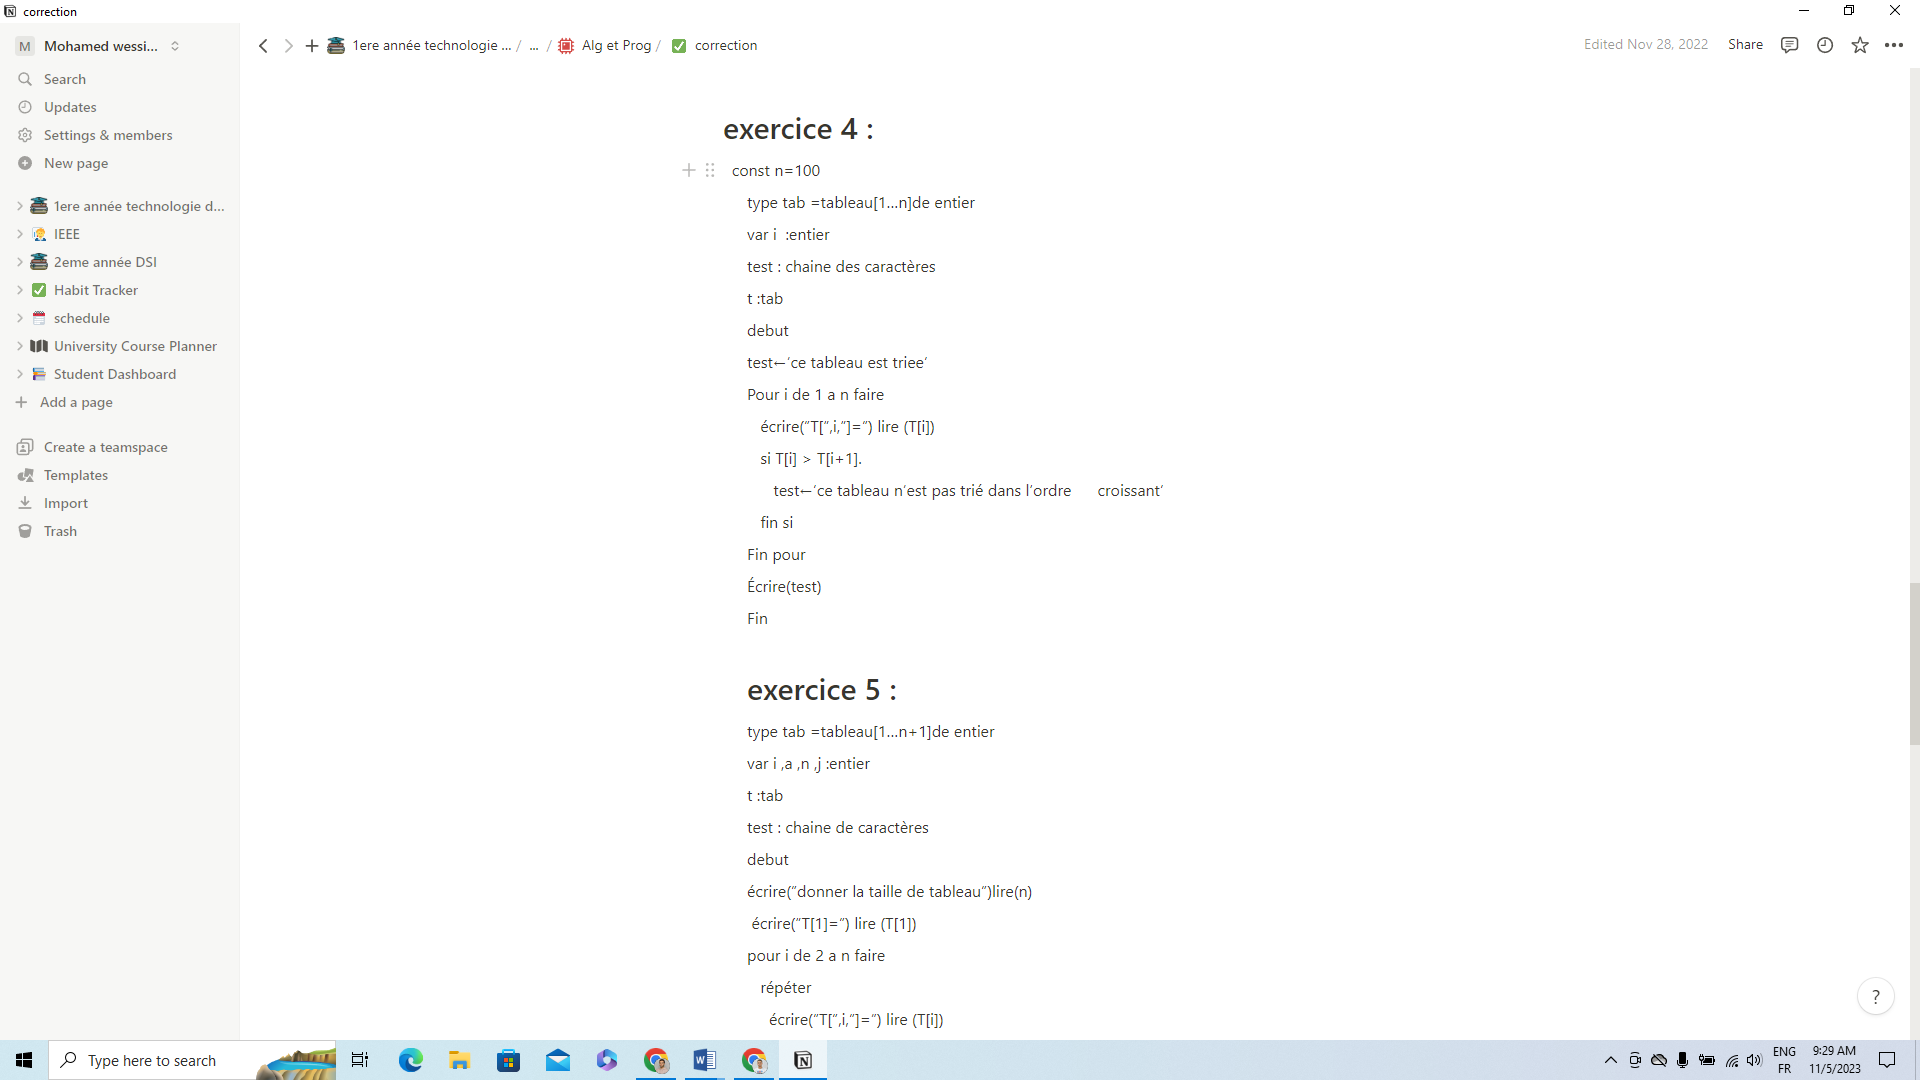 correction
M Mohamed wessi...
1ere année technologie ... / ... / Alg et Prog / correction
Edited Nov 28, 2022 Share
Search
Updates
Settings & members
New page
1ere année technologie d...
IEEE
2eme année DSI
Habit Tracker
schedule
University Course Planner
Student Dashboard
Add a page
Create a teamspace
Templates
Import
Trash
exercice 4 :
const n=100
type tab =tableau[1...n]de entier
var i :entier
test : chaine des caractères
t :tab
debut
test←‘ce tableau est triee’
Pour i de 1 a n faire
écrire(“T[“,i,”]=”) lire (T[i])
si T[i] > T[i+1].
test←‘ce tableau n’est pas trié dans l’ordre croissant’
fin si
Fin pour
Écrire(test)
Fin
exercice 5 :
type tab =tableau[1...n+1]de entier
var i ,a ,n ,j :entier
t :tab
test : chaine de caractères
debut
écrire(”donner la taille de tableau”)lire(n)
écrire(“T[1]=”) lire (T[1])
pour i de 2 a n faire
répéter
écrire(“T[“,i,”]=”) lire (T[i])
?
Type here to search
ENG
FR
9:29 AM
11/5/2023